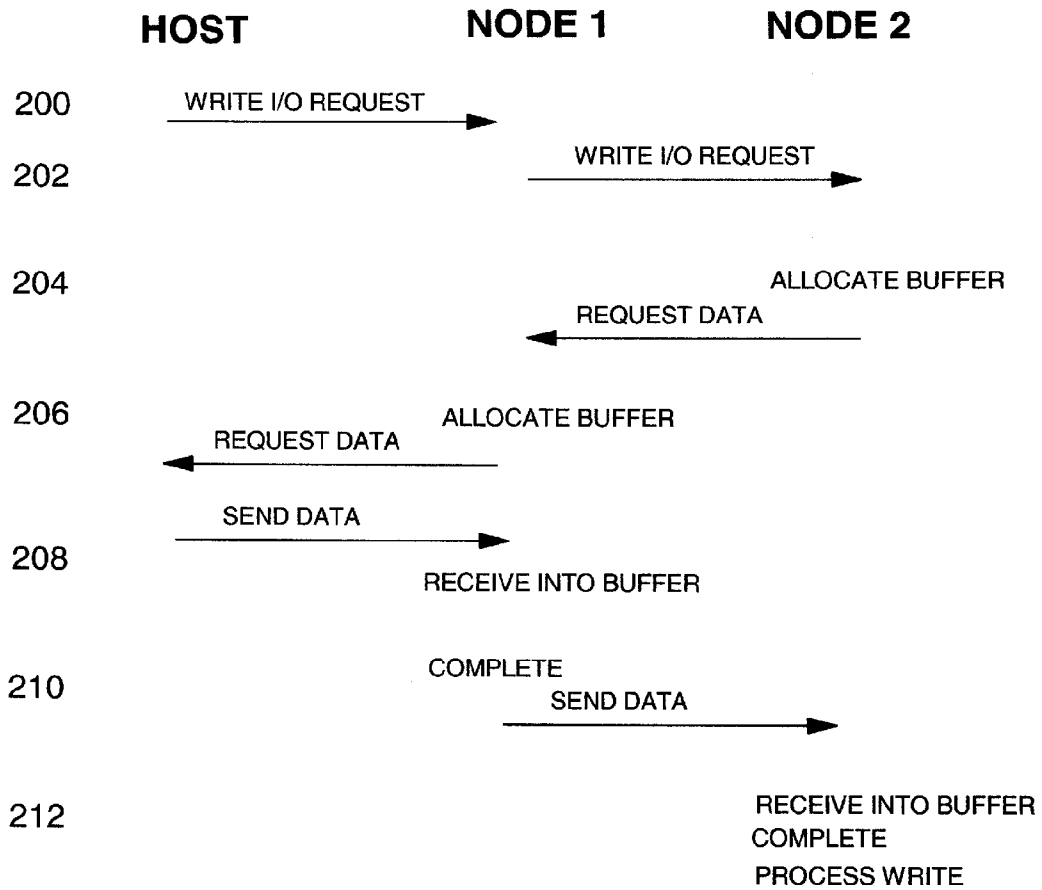 HOST NODE 1 NODE 2
200 WRITE I/O REQUEST
202 WRITE I/O REQUEST
204 ALLOCATE BUFFER
REQUEST DATA
206 ALLOCATE BUFFER
REQUEST DATA
SEND DATA
208
RECEIVE INTO BUFFER
COMPLETE
210
SEND DATA
212 RECEIVE INTO BUFFER
COMPLETE
PROCESS WRITE